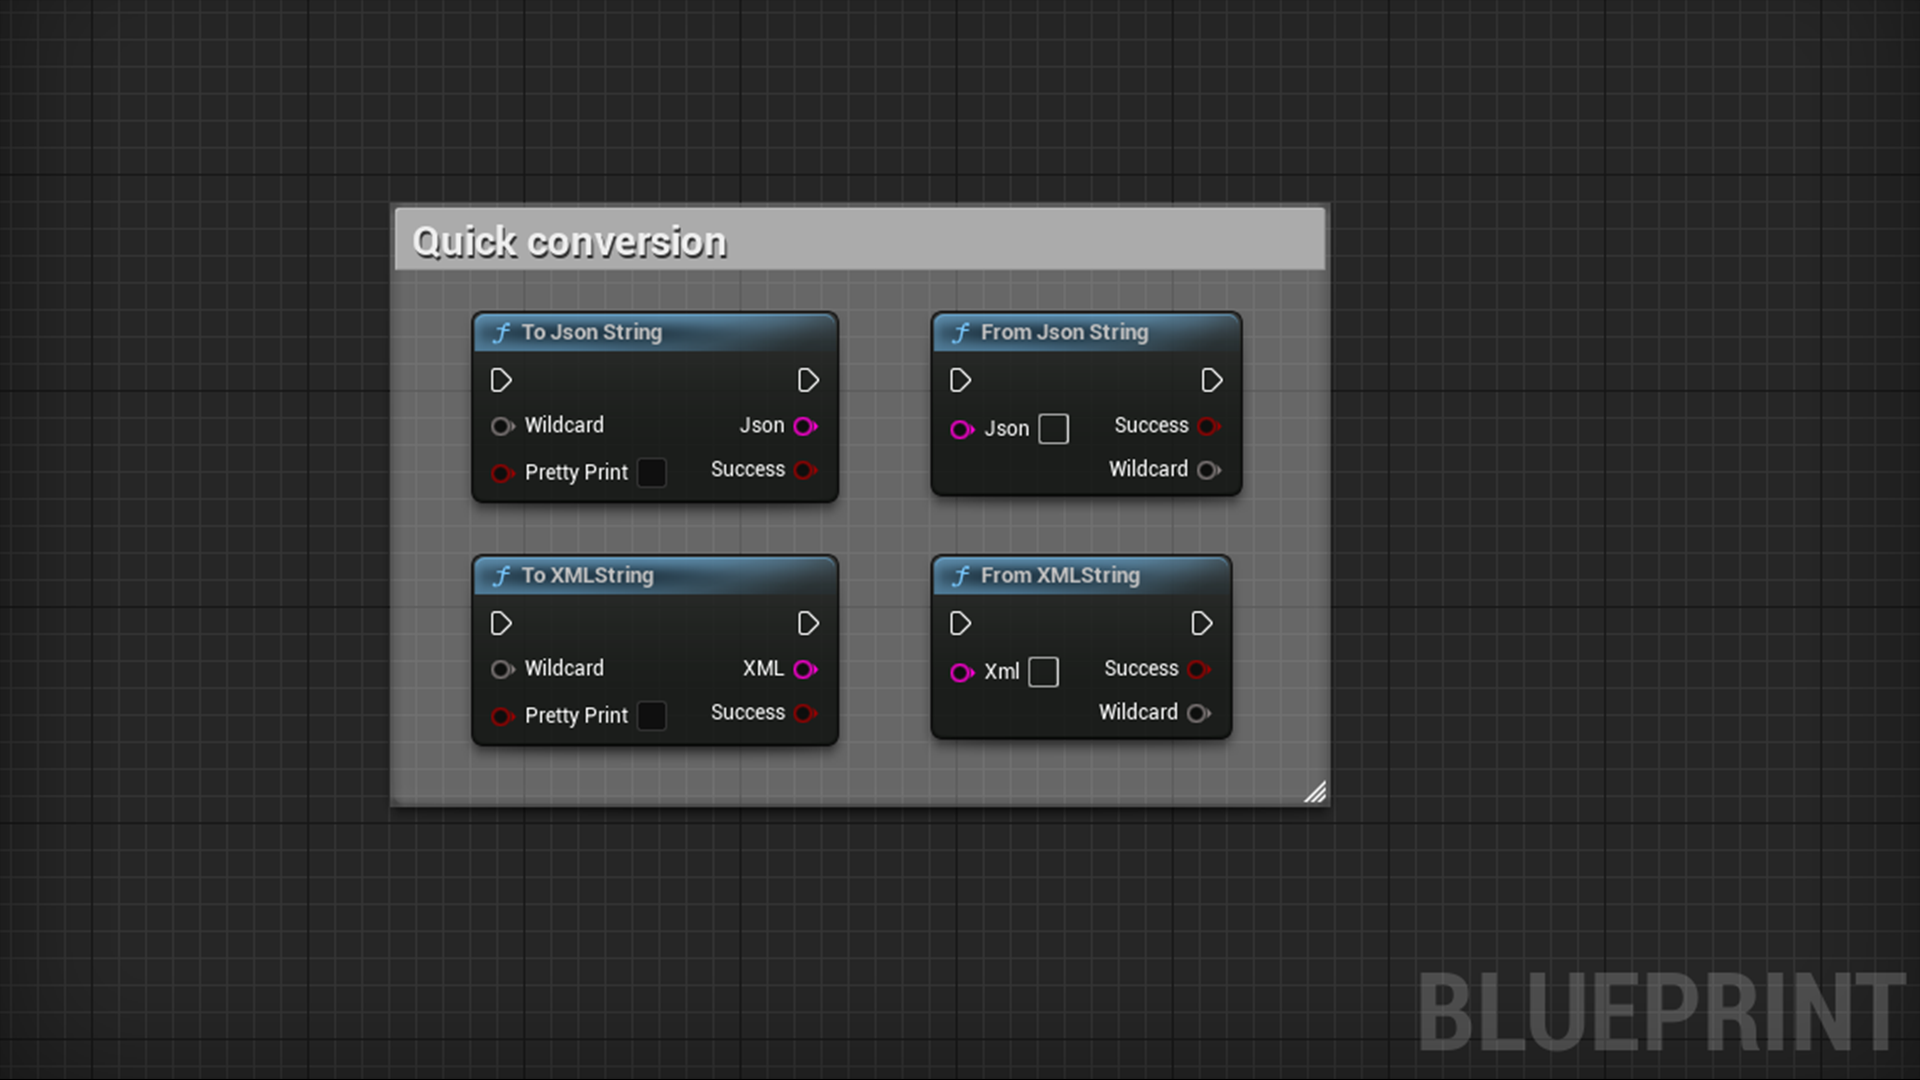 Quick conversion
To Json String
Wildcard
Json
Pretty Print
Success
From Json String
Json
Success
Wildcard
To XMLString
Wildcard
XML
Pretty Print
Success
From XMLString
Xml
Success
Wildcard
BLUEPRINT